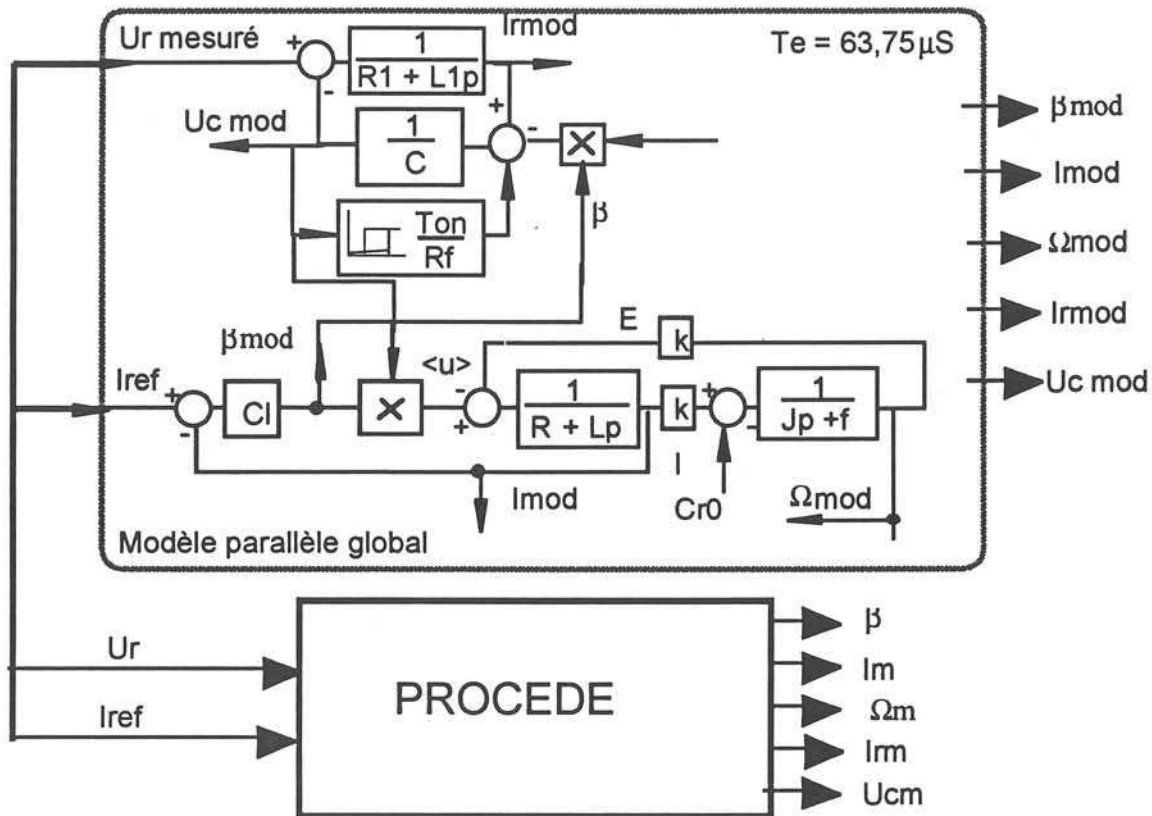 Ur mesuré
+
1
R1 + L1p
Irmod
Te = 63,75µS
-
+
Uc mod
1
C
-
X
βmod
Imod
Ωmod
Irmod
Uc mod
β
Ton
Rf
E
k
βmod
<u>
Iref
+
-
CI
X
-
+
1
R + Lp
k
+
-
1
Jp +f
I
Imod
Cr0
Ωmod
Modèle parallèle global
Ur
Iref
PROCEDE
β
Im
Ωm
Irm
Ucm